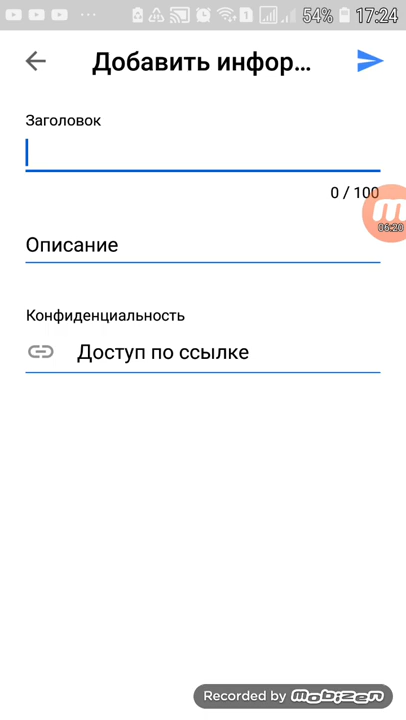 54% 17:24
Добавить инфор...
Заголовок
0 / 100
06:20
Описание
Конфиденциальность
Доступ по ссылке
Recorded by mobizen